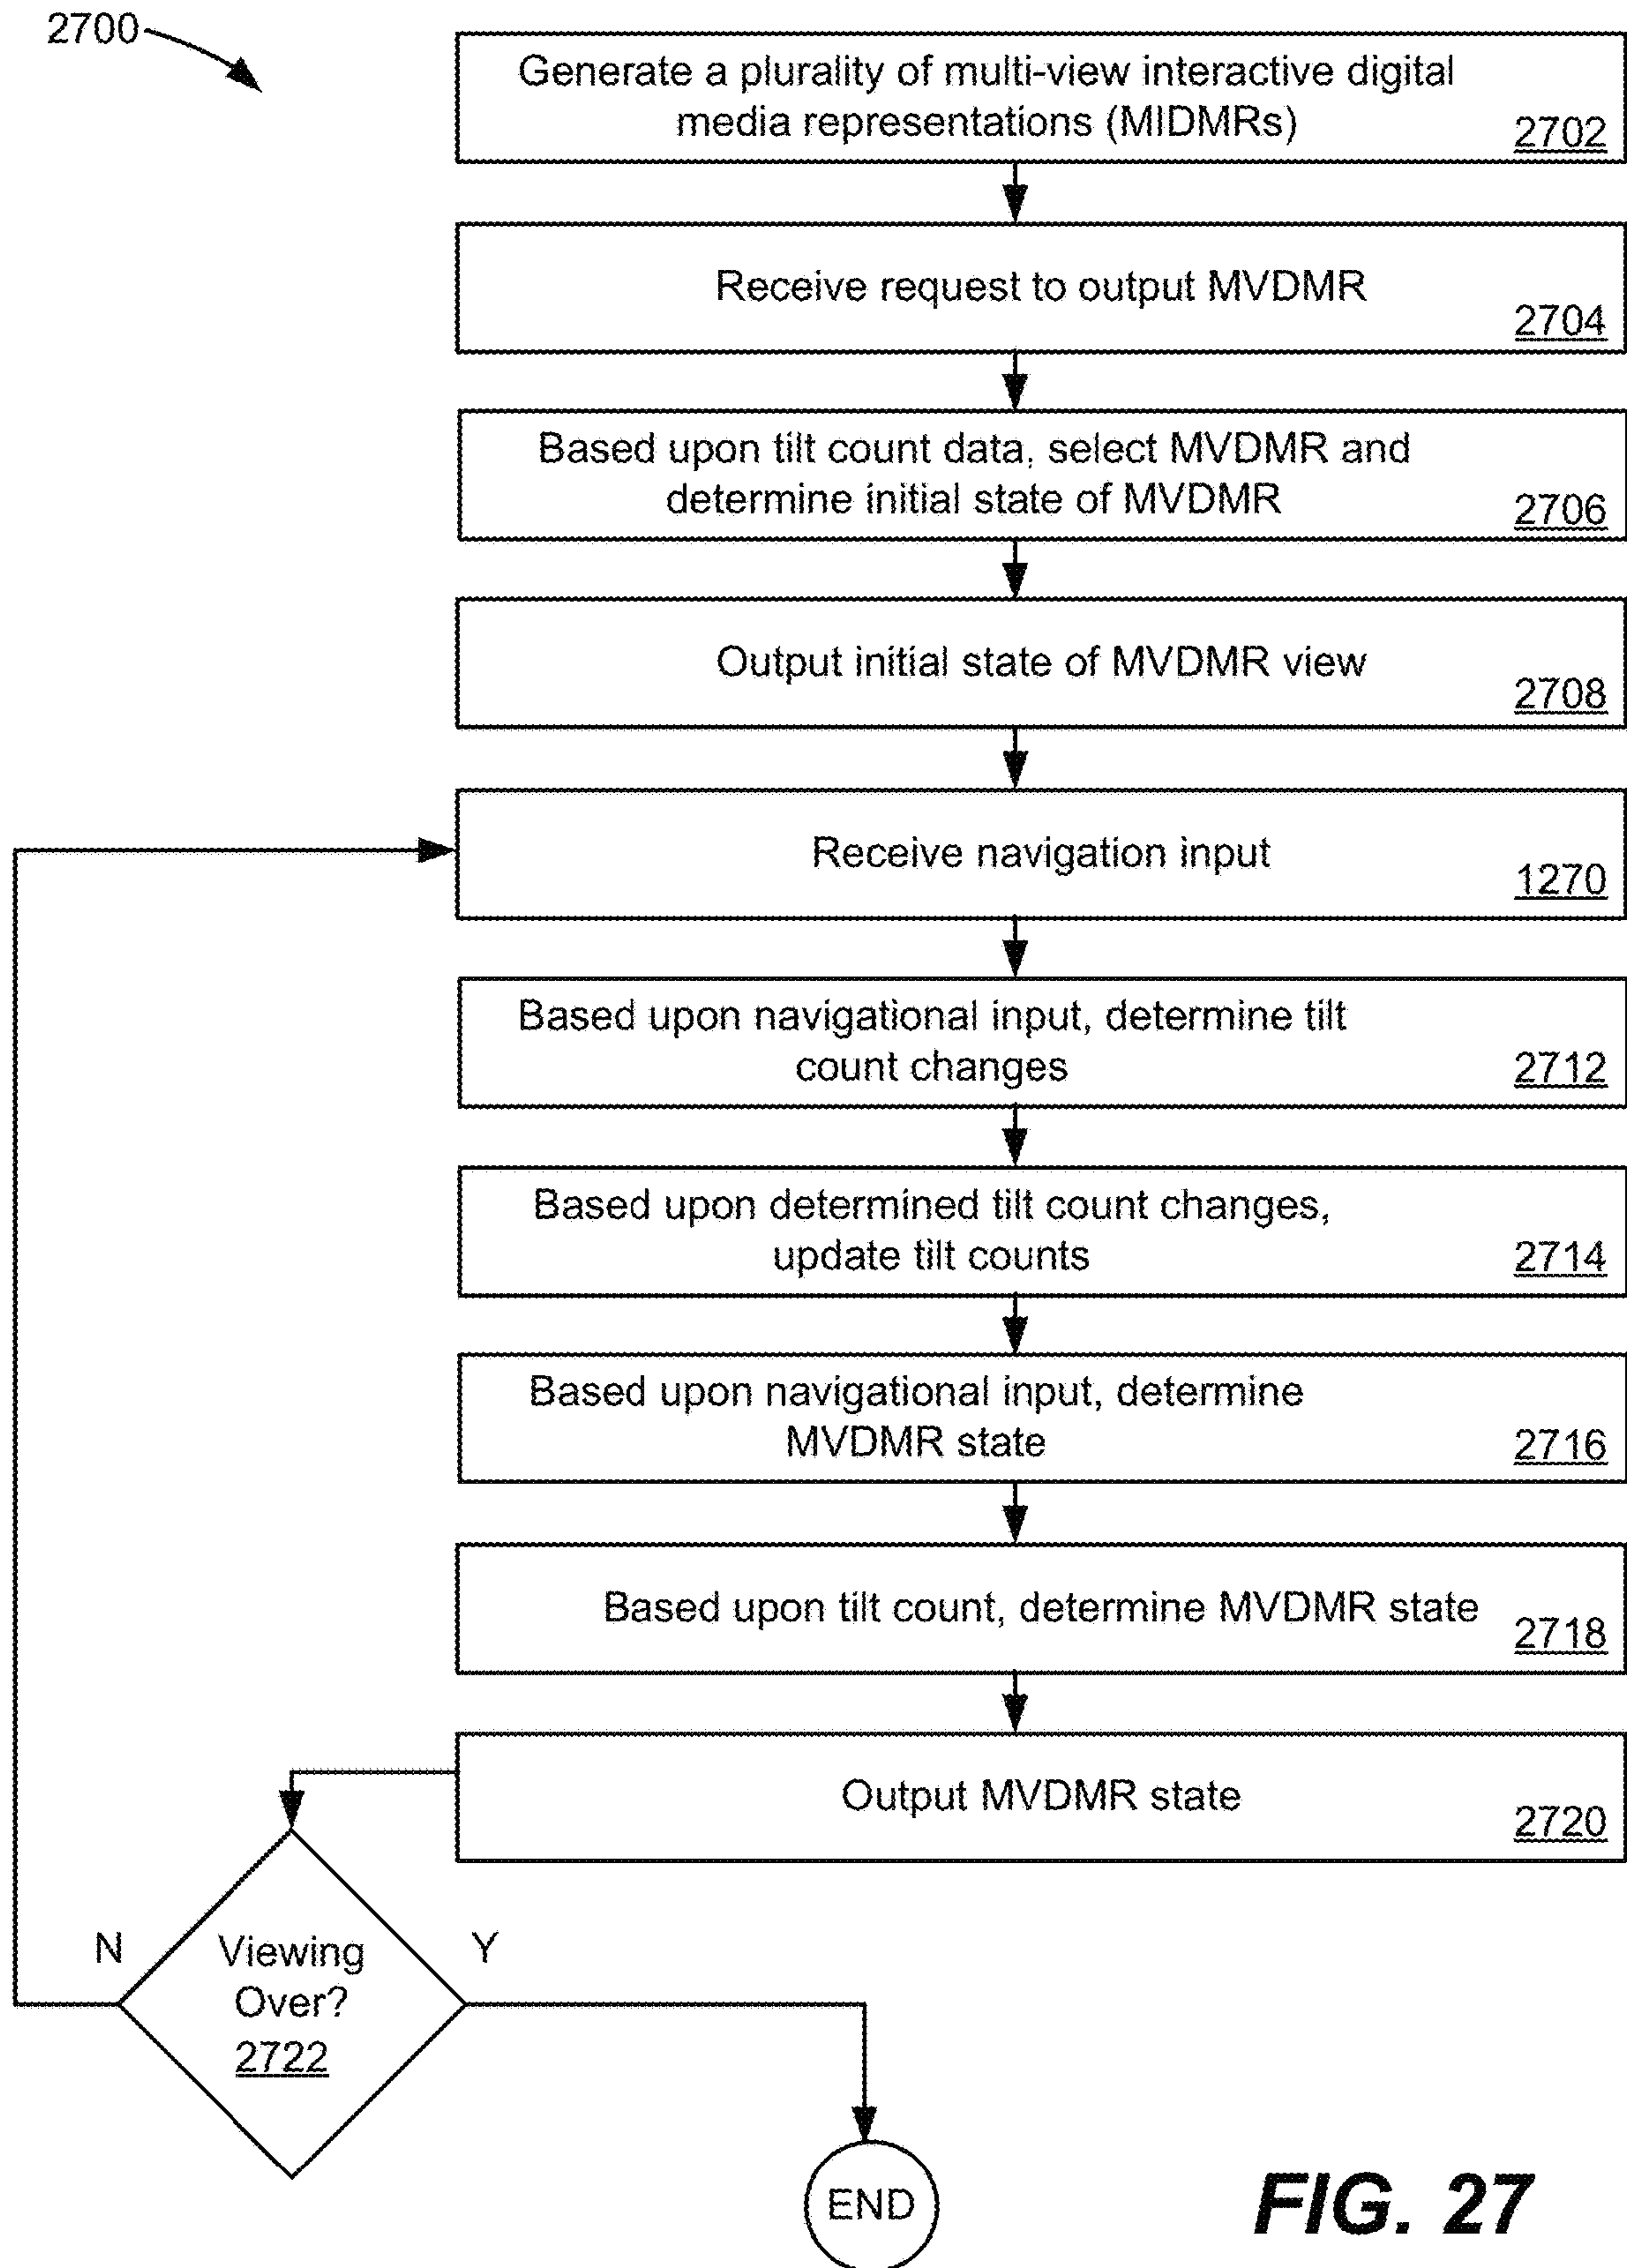 2700
Generate a plurality of multi-view interactive digital
media representations (MIDMRs)
2702
Receive request to output MVDMR
2704
Based upon tilt count data, select MVDMR and
determine initial state of MVDMR
2706
Output initial state of MVDMR view
2708
Receive navigation input
1270
Based upon navigational input, determine tilt
count changes
2712
Based upon determined tilt count changes,
update tilt counts
2714
Based upon navigational input, determine
MVDMR state
2716
Based upon tilt count, determine MVDMR state
2718
Output MVDMR state
2720
N
Viewing
Over?
2722
Y
END
FIG. 27